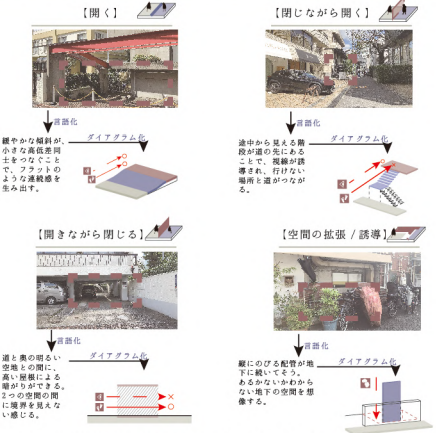 【開く】
言語化
緩やかな傾斜が、
小さな高低差同
士をつなぐこと
で、フラットの
ような連続感を
生み出す。
ダイアグラム化
【閉じながら開く】
言語化
途中から見える階
段が道の先にある
ことで、視線が誘
導され、行けない
場所と道がつなが
る。
ダイアグラム化
【開きながら閉じる】
言語化
道と奥の明るい
空地との間に、
高い屋根による
暗がりができる。
2つの空間の間
に境界を見えな
い感じる。
ダイアグラム化
【空間の拡張/誘導】
言語化
縦にのびる配管が地
下に続いてそう。
あるかないかわから
ない地下の空間を想
像する。
ダイアグラム化